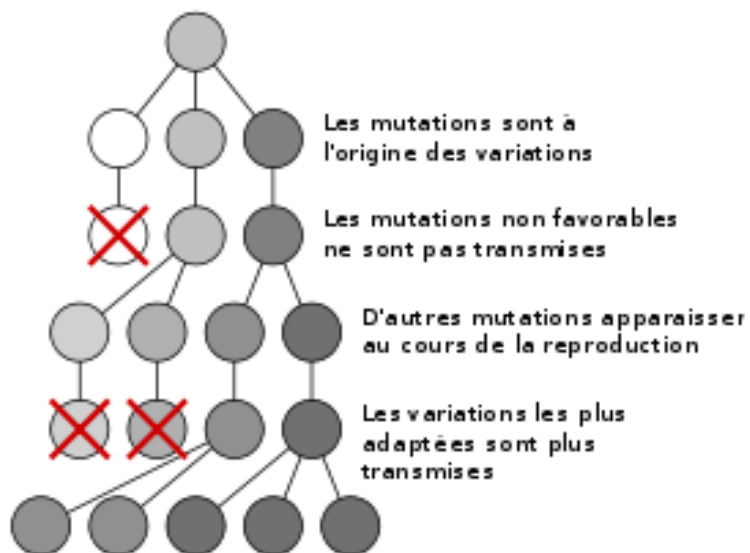 Les mutations sont à
l'origine des variations
Les mutations non favorables
ne sont pas transmises
D'autres mutations apparaisser
au cours de la reproduction
Les variations les plus
adaptées sont plus
transmises